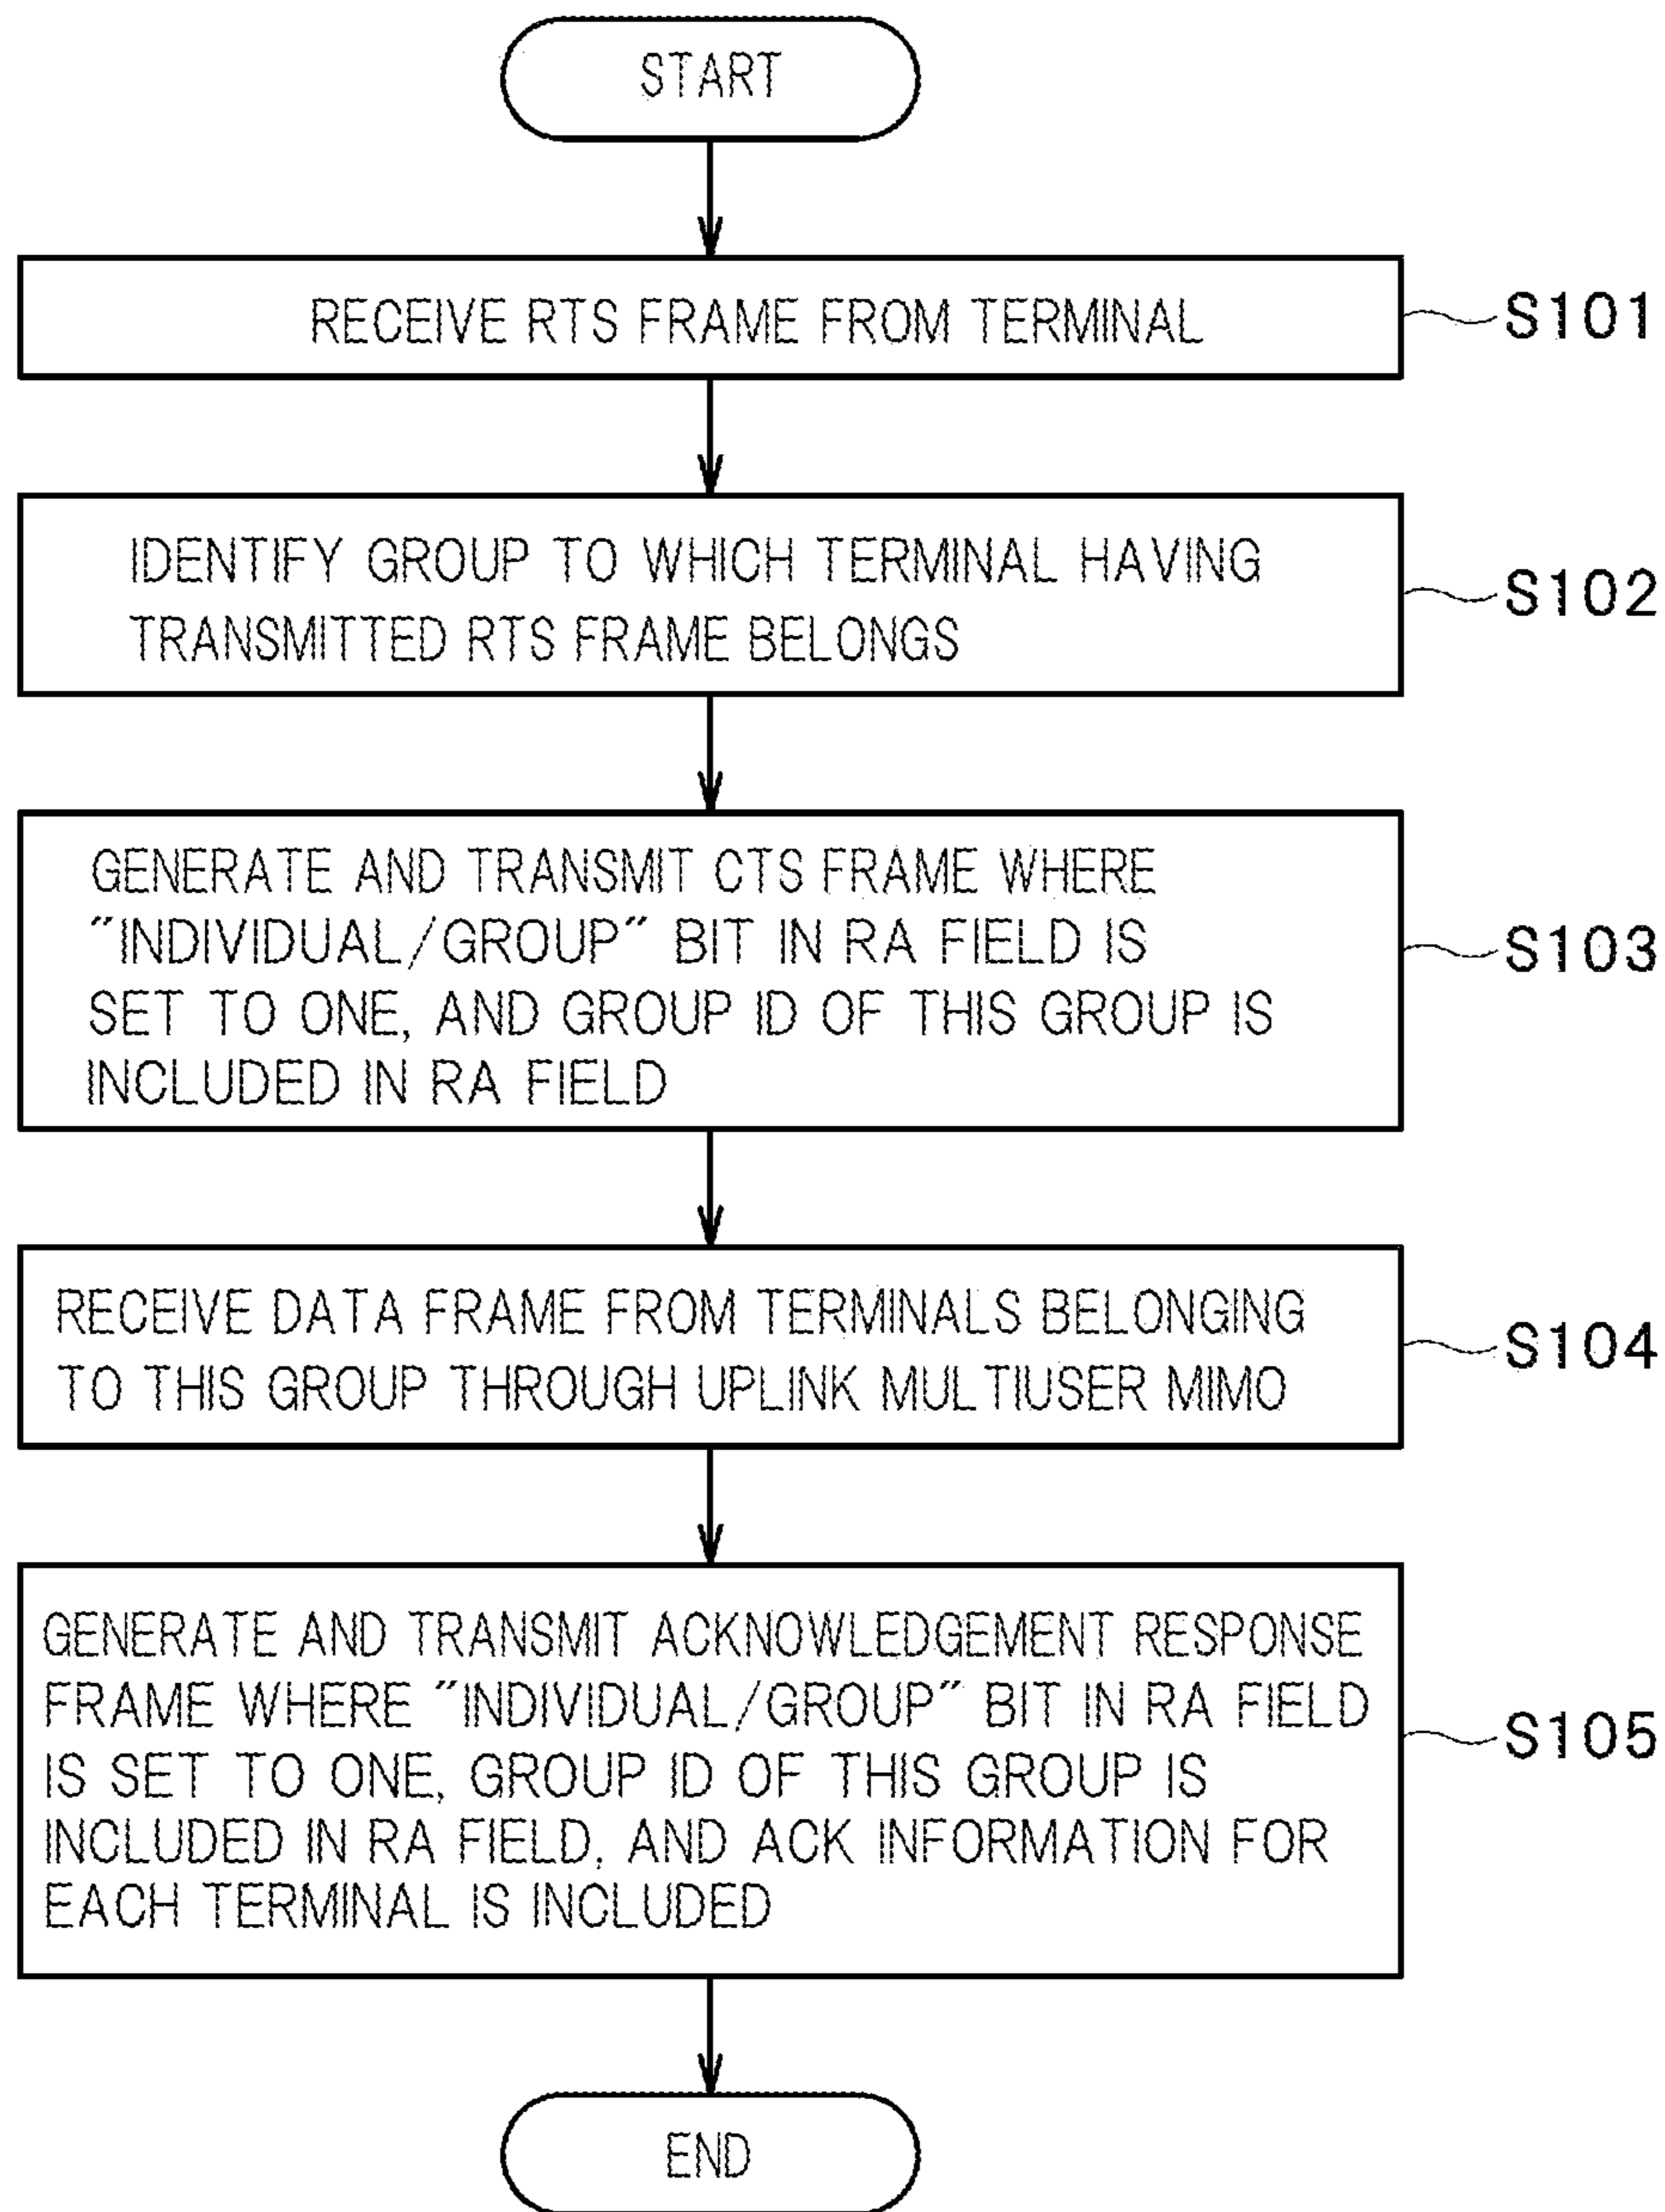 START
RECEIVE RTS FRAME FROM TERMINAL
S101
IDENTIFY GROUP TO WHICH TERMINAL HAVING
TRANSMITTED RTS FRAME BELONGS
S102
GENERATE AND TRANSMIT CTS FRAME WHERE
"INDIVIDUAL/GROUP" BIT IN RA FIELD IS
SET TO ONE, AND GROUP ID OF THIS GROUP IS
INCLUDED IN RA FIELD
S103
RECEIVE DATA FRAME FROM TERMINALS BELONGING
TO THIS GROUP THROUGH UPLINK MULTIUSER MIMO
S104
GENERATE AND TRANSMIT ACKNOWLEDGEMENT RESPONSE
FRAME WHERE "INDIVIDUAL/GROUP" BIT IN RA FIELD
IS SET TO ONE, GROUP ID OF THIS GROUP IS
INCLUDED IN RA FIELD, AND ACK INFORMATION FOR
EACH TERMINAL IS INCLUDED
S105
END